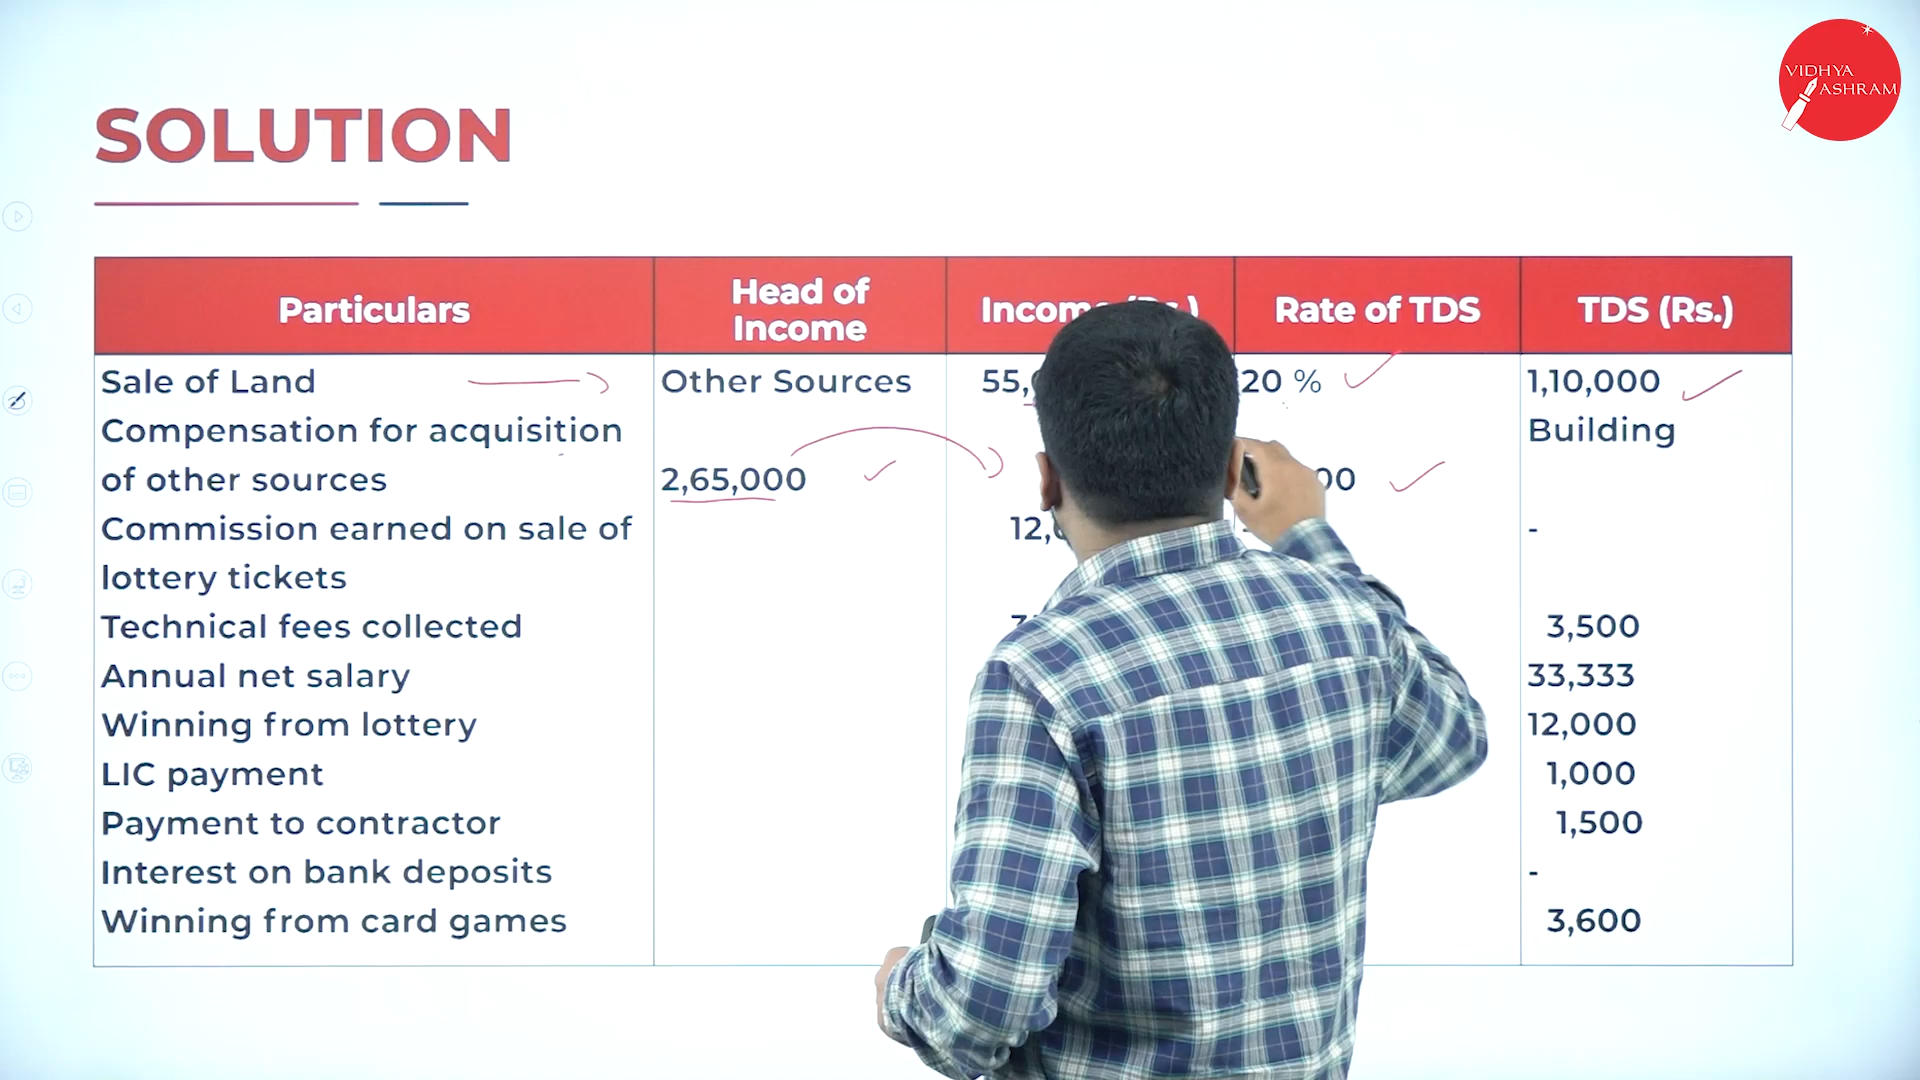 VIDHYA
ASHRAM
SOLUTION
Particulars Head of Income Rate of TDS TDS (Rs.)
Sale of Land Other Sources 20 % 1,10,000
Compensation for acquisition Building
of other sources 2,65,000
Commission earned on sale of -
lottery tickets
Technical fees collected 3,500
Annual net salary 33,333
Winning from lottery 12,000
LIC payment 1,000
Payment to contractor 1,500
Interest on bank deposits -
Winning from card games 3,600